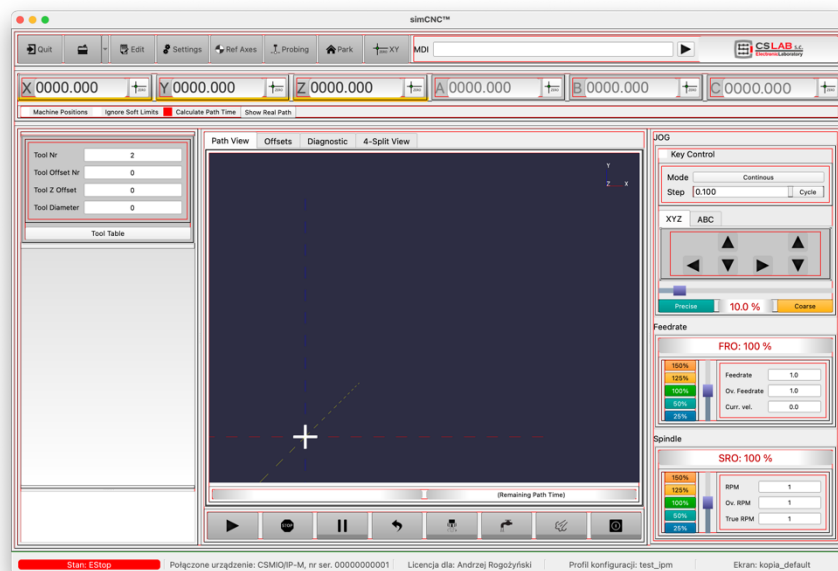 simCNC™
Quit Edit Settings Ref Axes Probing Park XY MDI CSLAB s.c.
ElectronicLaboratory
X 0000.000 Y 0000.000 Z 0000.000 A 0000.000 B 0000.000 C 0000.000
Machine Positions Ignore Soft Limits Calculate Path Time Show Real Path
Path View Offsets Diagnostic 4-Split View
JOG
Key Control
Tool Nr 2
Tool Offset Nr 0
Tool Z Offset 0
Tool Diameter 0
Tool Table
Y
Z X
Mode Continous
Step 0.100 Cycle
XYZ ABC
Precise 10.0 % Coarse
Feedrate
FRO: 100 %
150%
125%
100%
50%
25%
Feedrate 1.0
Ov. Feedrate 1.0
Curr. vel. 0.0
Spindle
SRO: 100 %
150%
125%
100%
50%
25%
RPM 1
Ov. RPM 1
True RPM 1
(Remaining Path Time)
STOP
Stan: EStop Połączone urządzenie: CSMIO/IP-M, nr ser. 00000000001 Licencja dla: Andrzej Rogożyński Profil konfiguracji: test_ipm Ekran: kopia_default